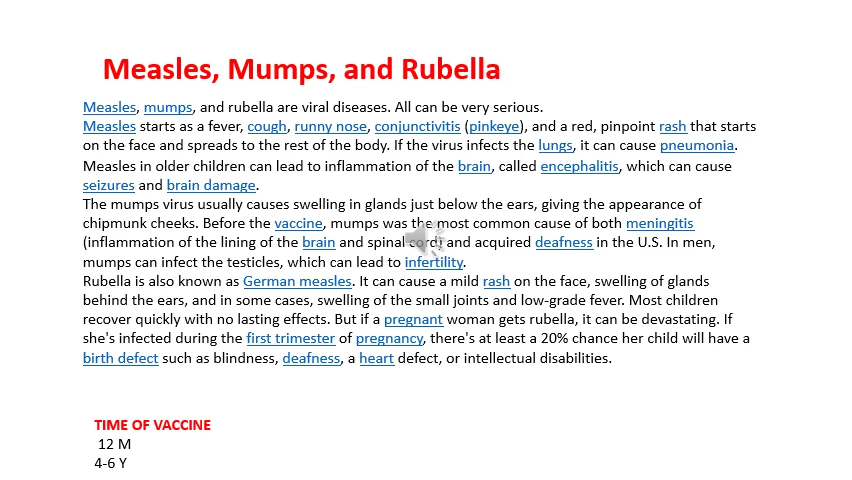 Measles, Mumps, and Rubella
Measles, mumps, and rubella are viral diseases. All can be very serious.
Measles starts as a fever, cough, runny nose, conjunctivitis (pinkeye), and a red, pinpoint rash that starts
on the face and spreads to the rest of the body. If the virus infects the lungs, it can cause pneumonia.
Measles in older children can lead to inflammation of the brain, called encephalitis, which can cause
seizures and brain damage.
The mumps virus usually causes swelling in glands just below the ears, giving the appearance of
chipmunk cheeks. Before the vaccine, mumps was the most common cause of both meningitis
(inflammation of the lining of the brain and spinal cord) and acquired deafness in the U.S. In men,
mumps can infect the testicles, which can lead to infertility.
Rubella is also known as German measles. It can cause a mild rash on the face, swelling of glands
behind the ears, and in some cases, swelling of the small joints and low-grade fever. Most children
recover quickly with no lasting effects. But if a pregnant woman gets rubella, it can be devastating. If
she's infected during the first trimester of pregnancy, there's at least a 20% chance her child will have a
birth defect such as blindness, deafness, a heart defect, or intellectual disabilities.
TIME OF VACCINE
12 M
4-6 Y